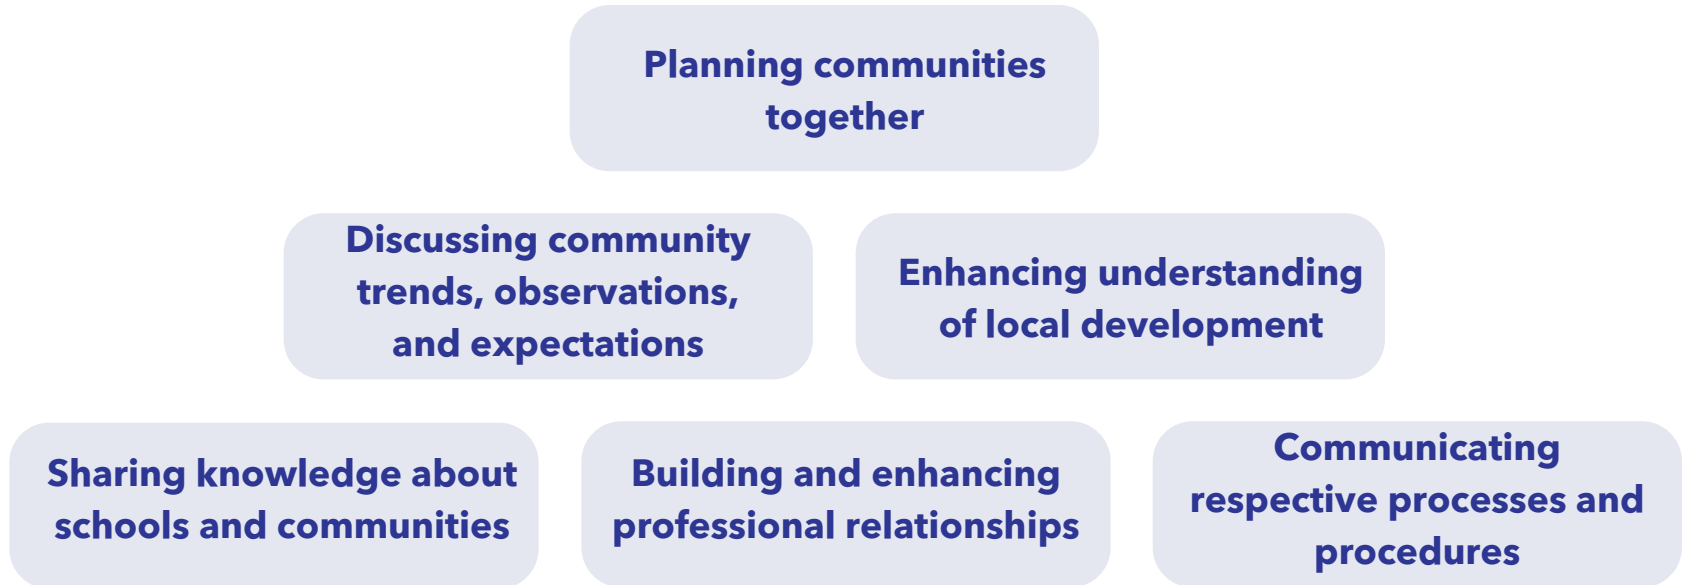 Planning communities
together
Discussing community
trends, observations,
and expectations
Enhancing understanding
of local development
Sharing knowledge about
schools and communities
Building and enhancing
professional relationships
Communicating
respective processes and
procedures